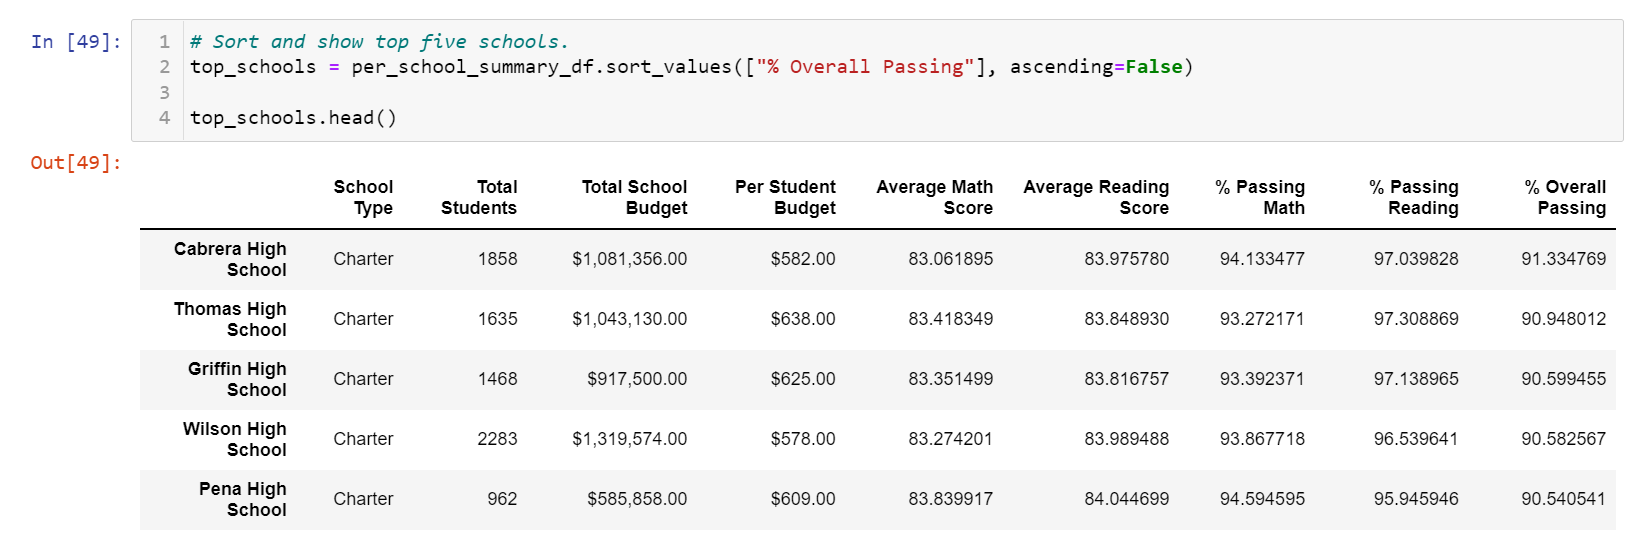 In [49]:
1 # Sort and show top five schools.
2 top_schools = per_school_summary_df.sort_values(["% Overall Passing"], ascending=False)
3
4 top_schools.head()
Out[49]:
School Type Total Students Total School Budget Per Student Budget Average Math Score Average Reading Score % Passing Math % Passing Reading % Overall Passing
Cabrera High School Charter 1858 $1,081,356.00 $582.00 83.061895 83.975780 94.133477 97.039828 91.334769
Thomas High School Charter 1635 $1,043,130.00 $638.00 83.418349 83.848930 93.272171 97.308869 90.948012
Griffin High School Charter 1468 $917,500.00 $625.00 83.351499 83.816757 93.392371 97.138965 90.599455
Wilson High School Charter 2283 $1,319,574.00 $578.00 83.274201 83.989488 93.867718 96.539641 90.582567
Pena High School Charter 962 $585,858.00 $609.00 83.839917 84.044699 94.594595 95.945946 90.540541